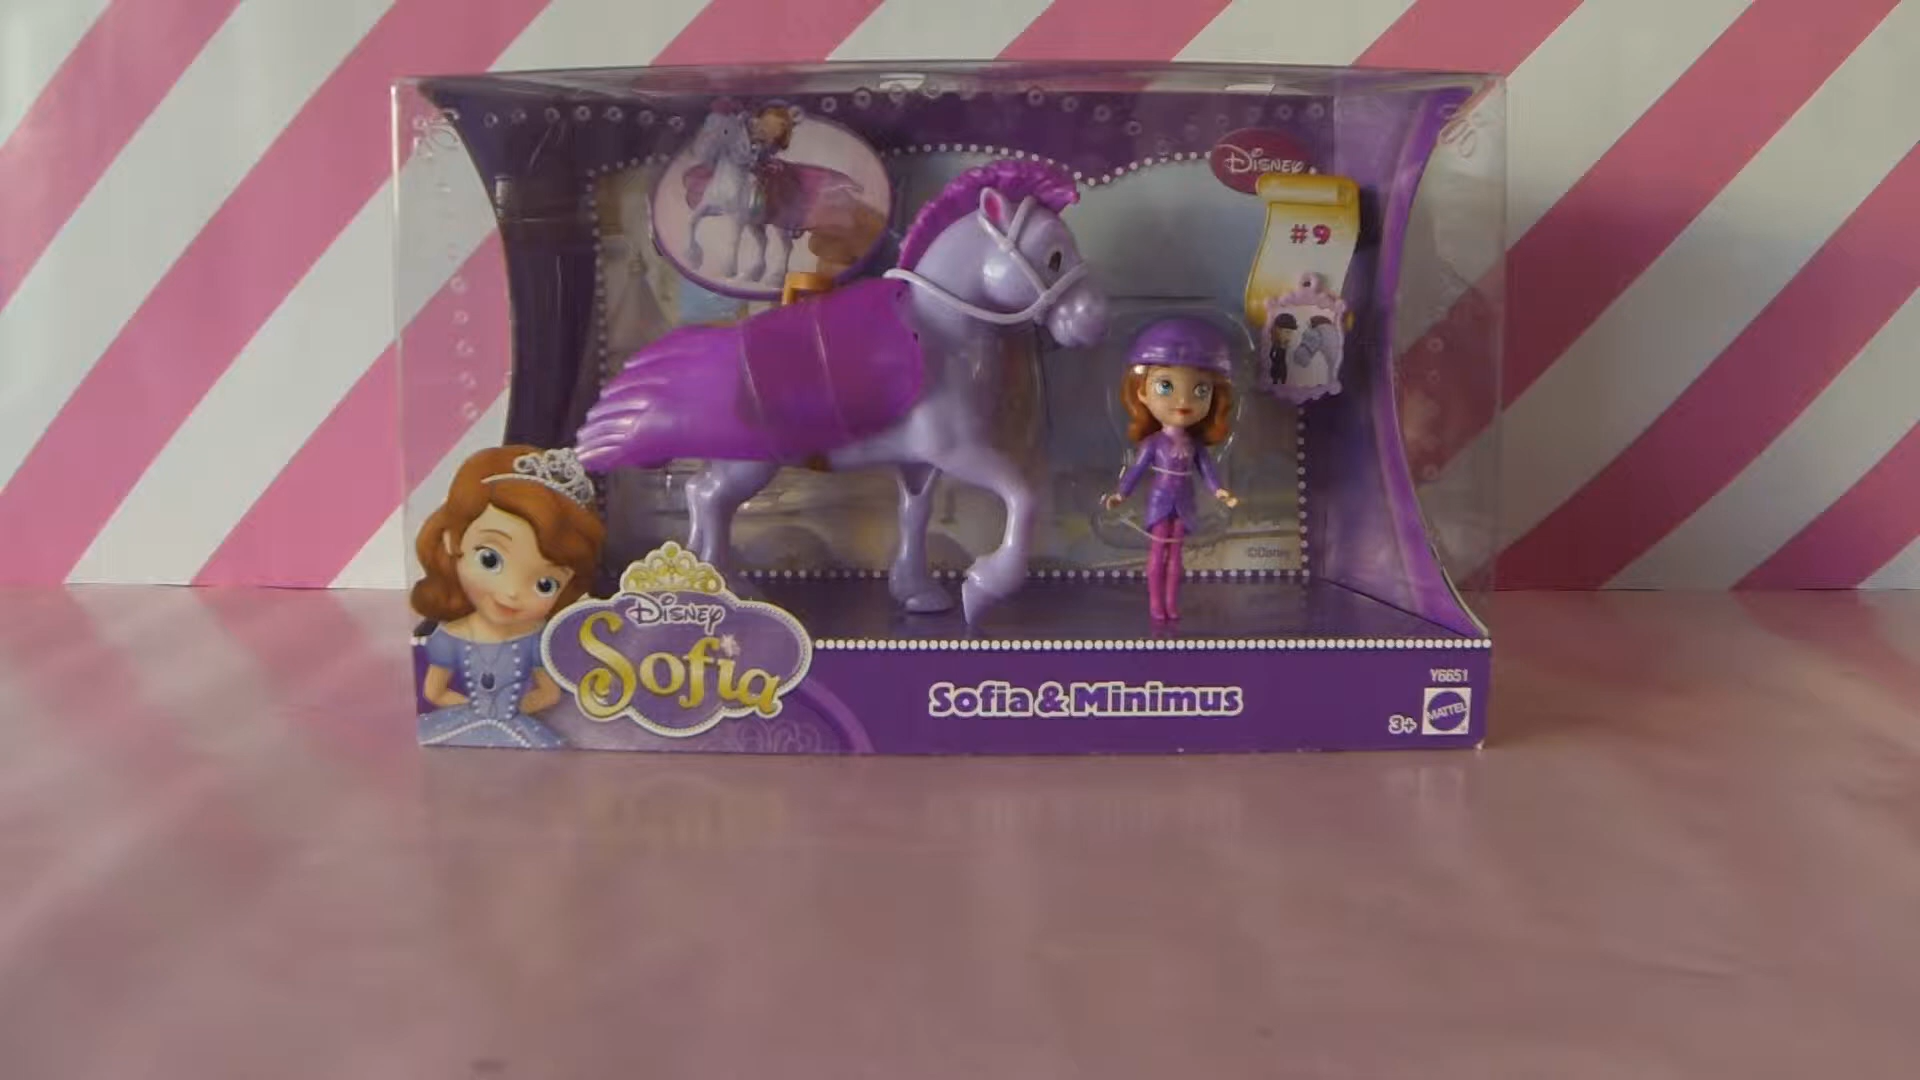 DISNEY
#9
©Disney
DISNEY
Sofia
Sofia & Minimus
Y6651
3+
MATTEL